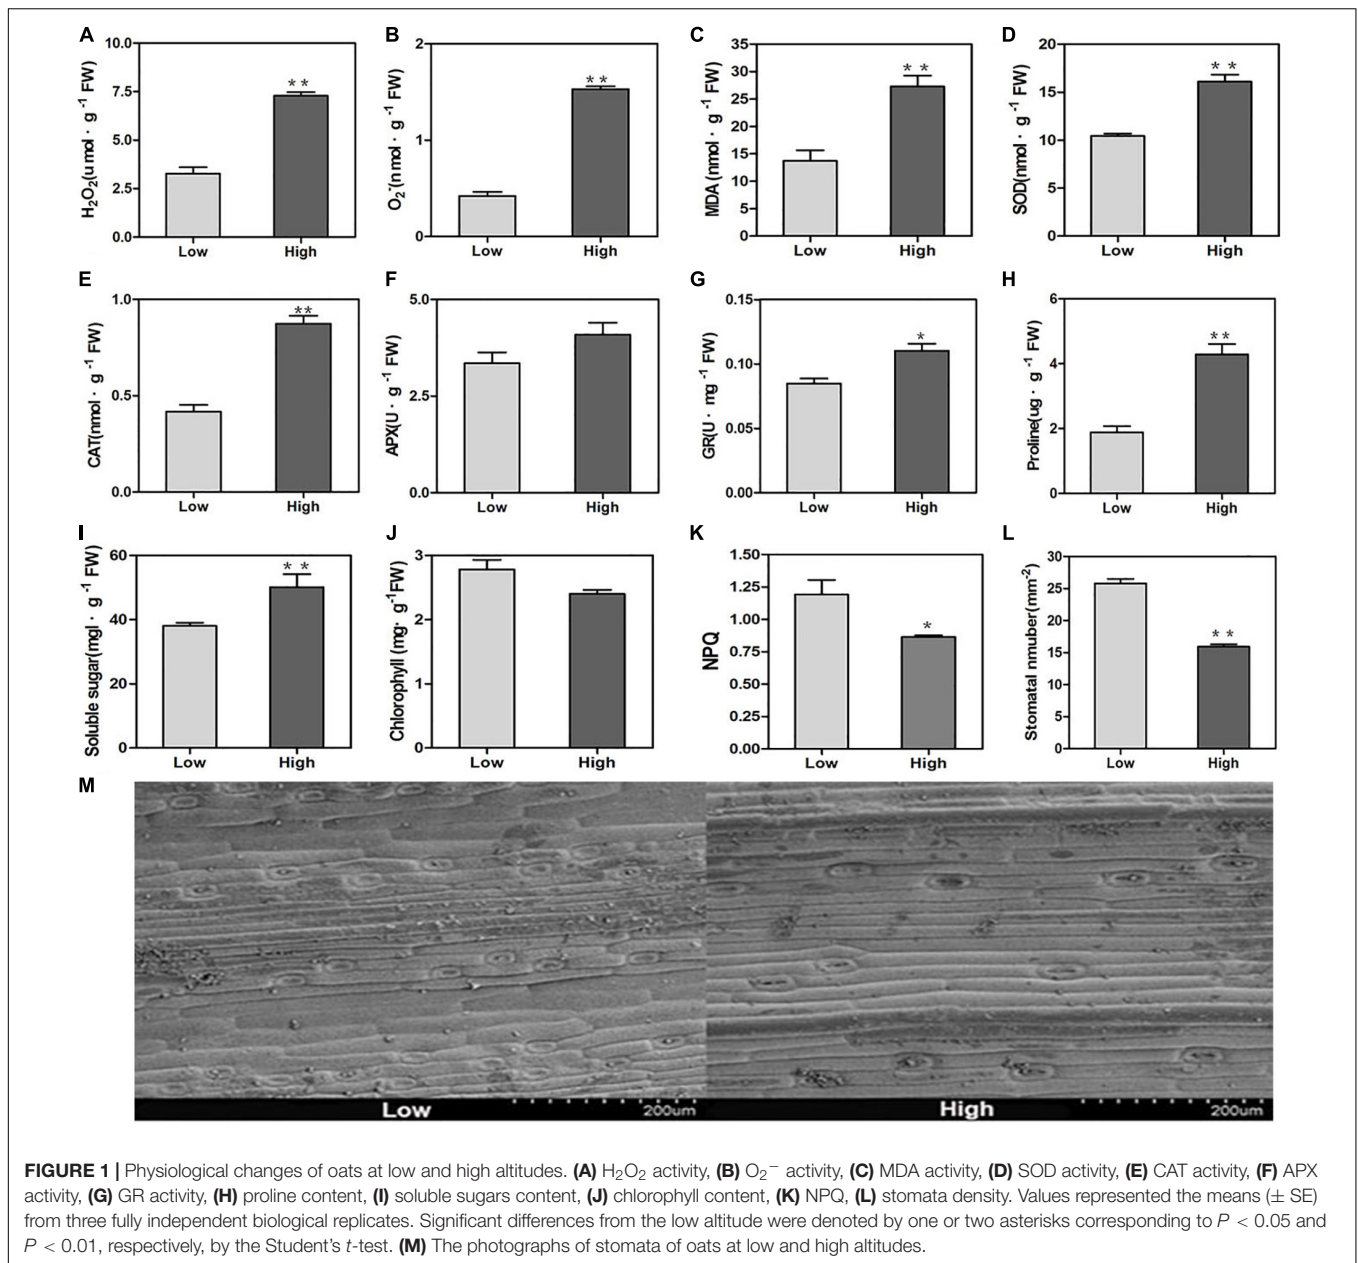 A
H2O2(umol · g -1 FW)
10.0
7.5
5.0
2.5
0.0
**
Low High
B
O2-(nmol · g -1 FW)
2
1
0
**
Low High
C
MDA (nmol · g -1 FW)
35
30
25
20
15
10
5
0
**
Low High
D
SOD(nmol · g -1 FW)
20
15
10
5
0
**
Low High
E
CAT(nmol · g -1 FW)
1.0
0.5
0.0
**
Low High
F
APX(U · g -1 FW)
5.0
2.5
0.0
Low High
G
GR(U · mg -1 FW)
0.15
0.10
0.05
0.00
*
Low High
H
Proline(ug · g -1 FW)
6
4
2
0
**
Low High
I
Soluble sugar(mgl · g -1 FW)
60
40
20
0
**
Low High
J
Chlorophyll (mg· g-1FW)
3
2
1
0
Low High
K
NPQ
1.50
1.25
1.00
0.75
0.50
0.25
0.00
*
Low High
L
Stomatal nmuber(mm-2)
30
25
20
15
10
5
0
**
Low High
M
Low 200um High 200um
FIGURE 1 | Physiological changes of oats at low and high altitudes. (A) H2O2 activity, (B) O2− activity, (C) MDA activity, (D) SOD activity, (E) CAT activity, (F) APX
activity, (G) GR activity, (H) proline content, (I) soluble sugars content, (J) chlorophyll content, (K) NPQ, (L) stomata density. Values represented the means (± SE)
from three fully independent biological replicates. Significant differences from the low altitude were denoted by one or two asterisks corresponding to P < 0.05 and
P < 0.01, respectively, by the Student's t-test. (M) The photographs of stomata of oats at low and high altitudes.